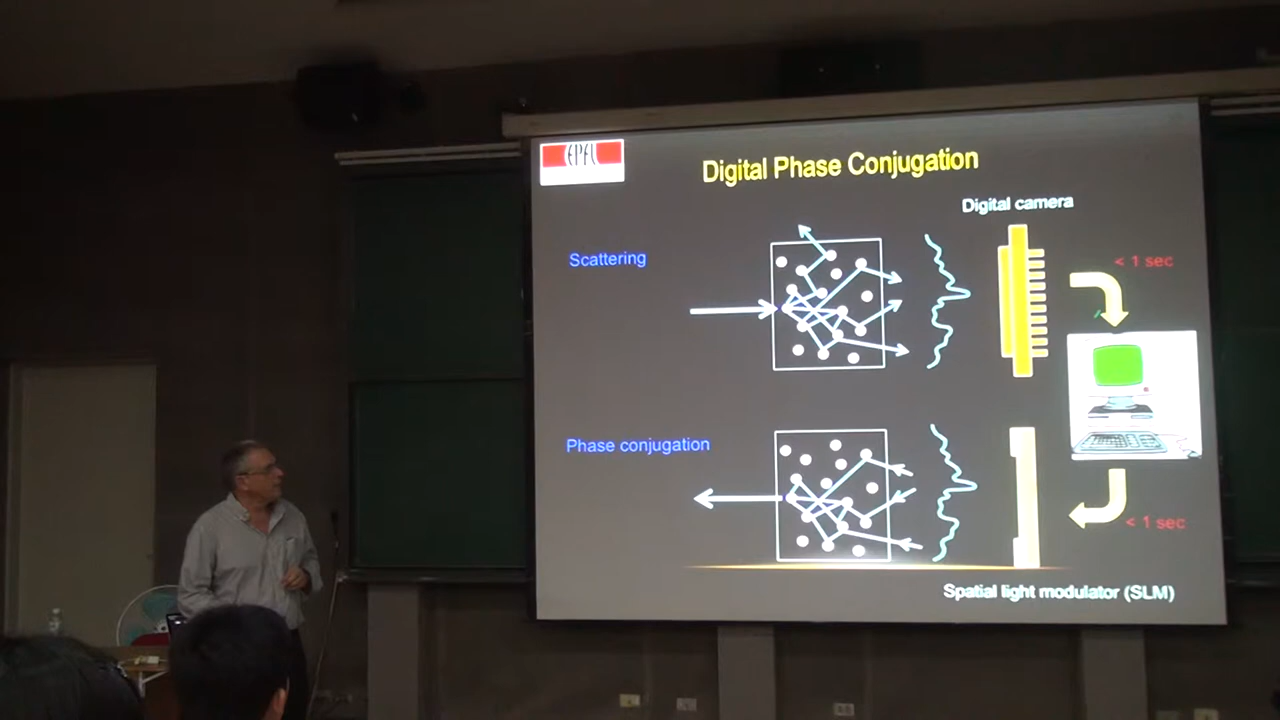 EPFL
Digital Phase Conjugation
Digital camera
Scattering
< 1 sec
Phase conjugation
< 1 sec
Spatial light modulator (SLM)